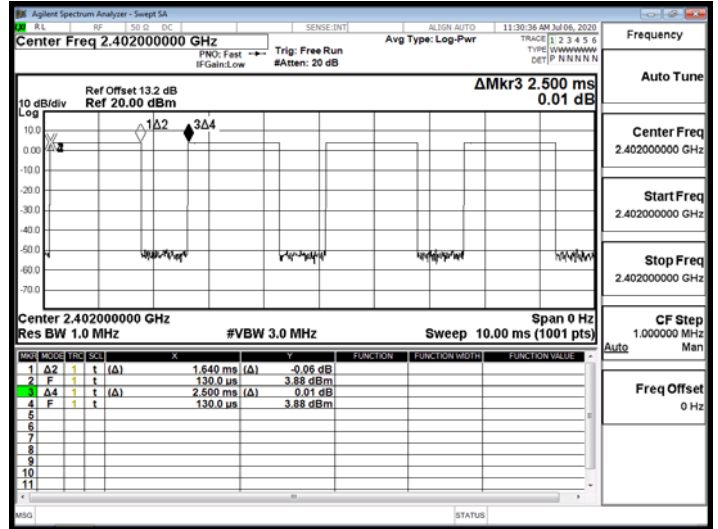 Agilent Spectrum Analyzer - Swept SA
RL RF 50 Ω DC SENSE:INT ALIGN AUTO 11:30:36 AM Jul 06, 2020
Center Freq 2.402000000 GHz
PNO: Fast
IFGain:Low
Trig: Free Run
#Atten: 20 dB
Avg Type: Log-Pwr
TRACE 1 2 3 4 5 6
TYPE WWWWWW
DET P N N N N N
Ref Offset 13.2 dB
Ref 20.00 dBm
10 dB/div
Log
ΔMkr3 2.500 ms
0.01 dB
10.0
0.00
-10.0
-20.0
-30.0
-40.0
-50.0
-60.0
-70.0
1Δ2
3Δ4
Center 2.402000000 GHz Span 0 Hz
Res BW 1.0 MHz #VBW 3.0 MHz Sweep 10.00 ms (1001 pts)
MKR MODE TRC SCL X Y FUNCTION FUNCTION WIDTH FUNCTION VALUE
1 Δ2 1 t (Δ) 1.640 ms (Δ) -0.06 dB
2 F 1 t 130.0 µs 3.88 dBm
3 Δ4 1 t (Δ) 2.500 ms (Δ) 0.01 dB
4 F 1 t 130.0 µs 3.88 dBm
5
6
7
8
9
10
11
MSG STATUS
Frequency
Auto Tune
Center Freq
2.402000000 GHz
Start Freq
2.402000000 GHz
Stop Freq
2.402000000 GHz
CF Step
1.000000 MHz
Auto Man
Freq Offset
0 Hz